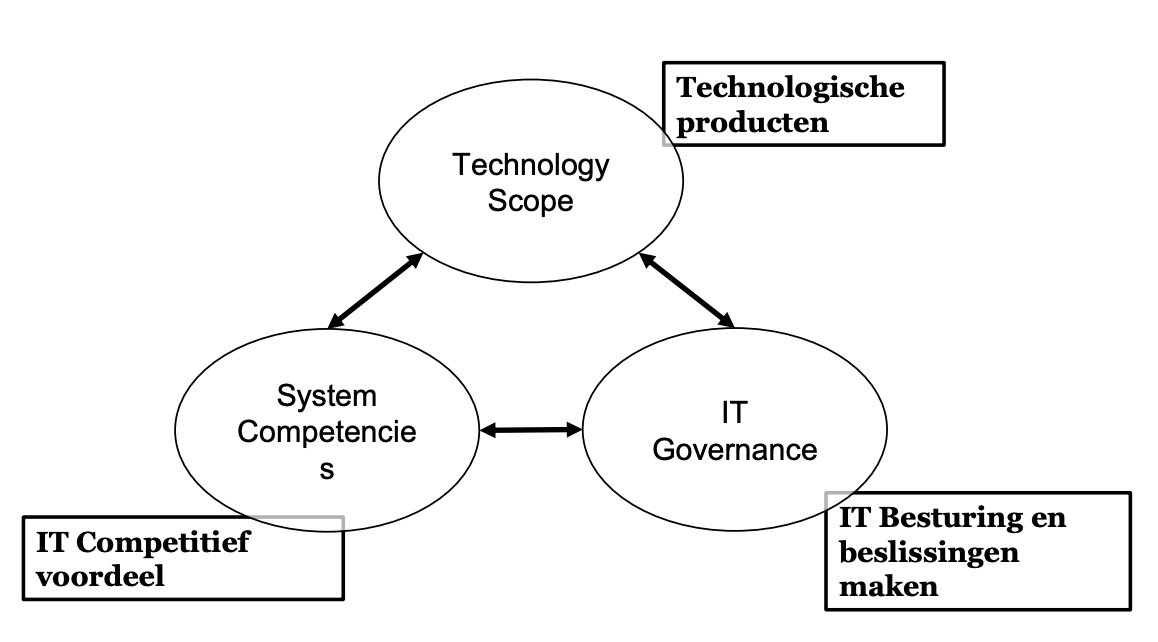 Technologische
producten
Technology
Scope
System
Competencie
s
IT
Governance
IT Competitief
voordeel
IT Besturing en
beslissingen
maken